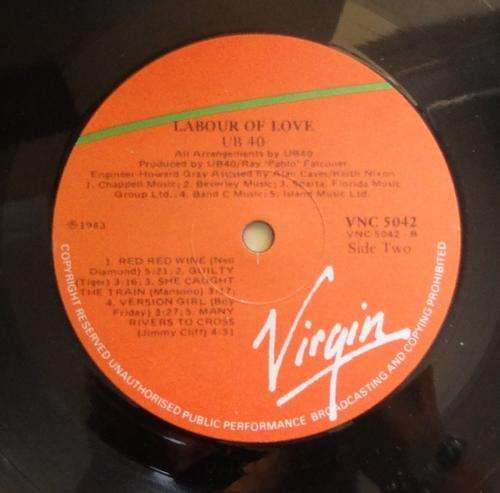 LABOUR OF LOVE
UB 40
All Arrangements by UB40
Produced by UB40/Ray 'Pablo' Falconer
Engineer-Howard Gray Assisted by Alan Caves/Keith Nixon
1. Chappell Music; 2. Beverley Music; 3. Sparta, Florida Music
Group Ltd., 4. Band C Music; 5. Island Music Ltd.
℗ 1983
VNC 5042
VNC 5042 - B
Side Two
1. RED RED WINE (Neil
Diamond) 5:21; 2. GUILTY
(Tiger) 3:16; 3. SHE CAUGHT
THE TRAIN (Mansano) 3:17;
4. VERSION GIRL (Boy
Friday) 3:27; 5. MANY
RIVERS TO CROSS
(Jimmy Cliff) 4:31
Virgin
COPYRIGHT RESERVED UNAUTHORISED PUBLIC PERFORMANCE BROADCASTING AND COPYING PROHIBITED